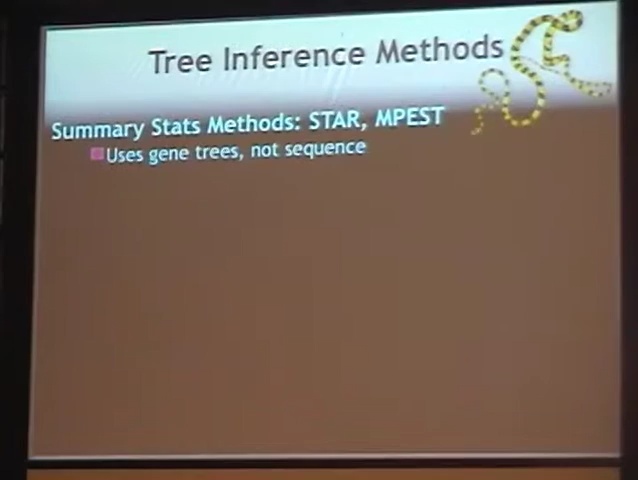 Tree Inference Methods
Summary Stats Methods: STAR, MPEST
Uses gene trees, not sequence